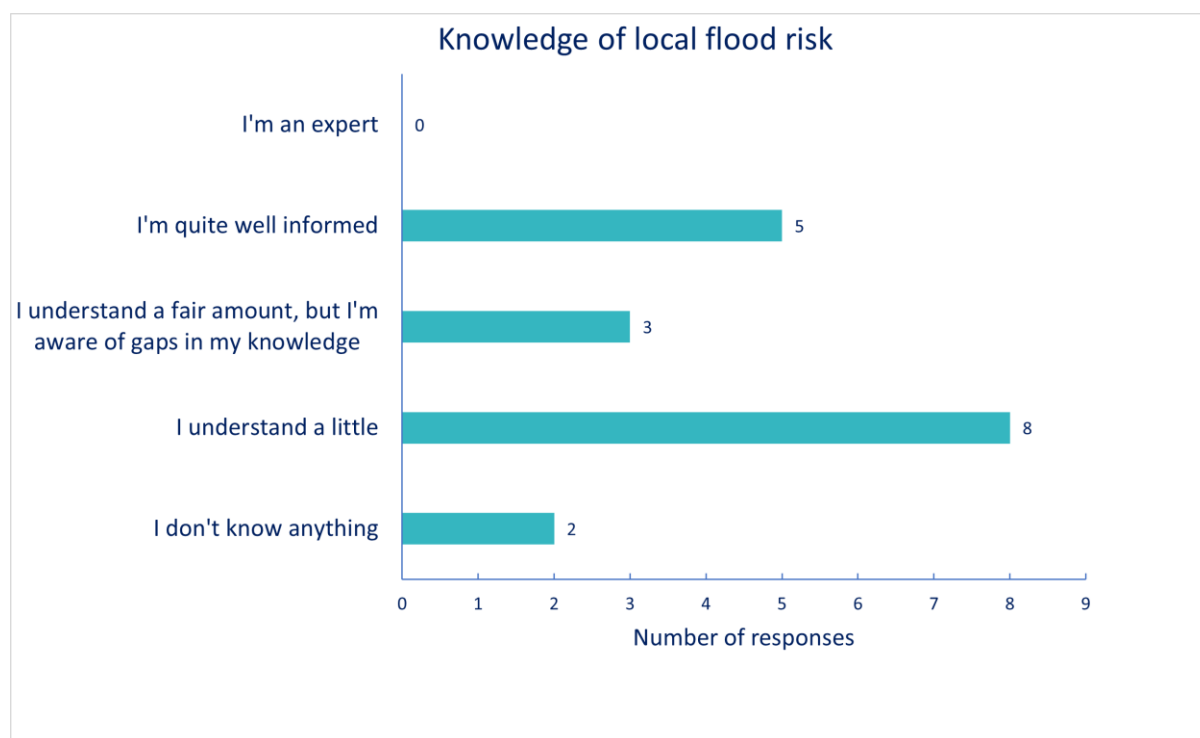 Knowledge of local flood risk
I'm an expert
0
I'm quite well informed
5
I understand a fair amount, but I'm
aware of gaps in my knowledge
3
I understand a little
8
I don't know anything
2
0 1 2 3 4 5 6 7 8 9
Number of responses